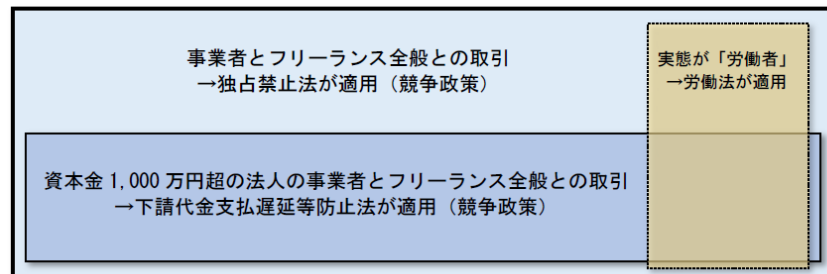 事業者とフリーランス全般との取引
→独占禁止法が適用（競争政策）
実態が「労働者」
→労働法が適用
資本金 1,000 万円超の法人の事業者とフリーランス全般との取引
→下請代金支払遅延等防止法が適用（競争政策）